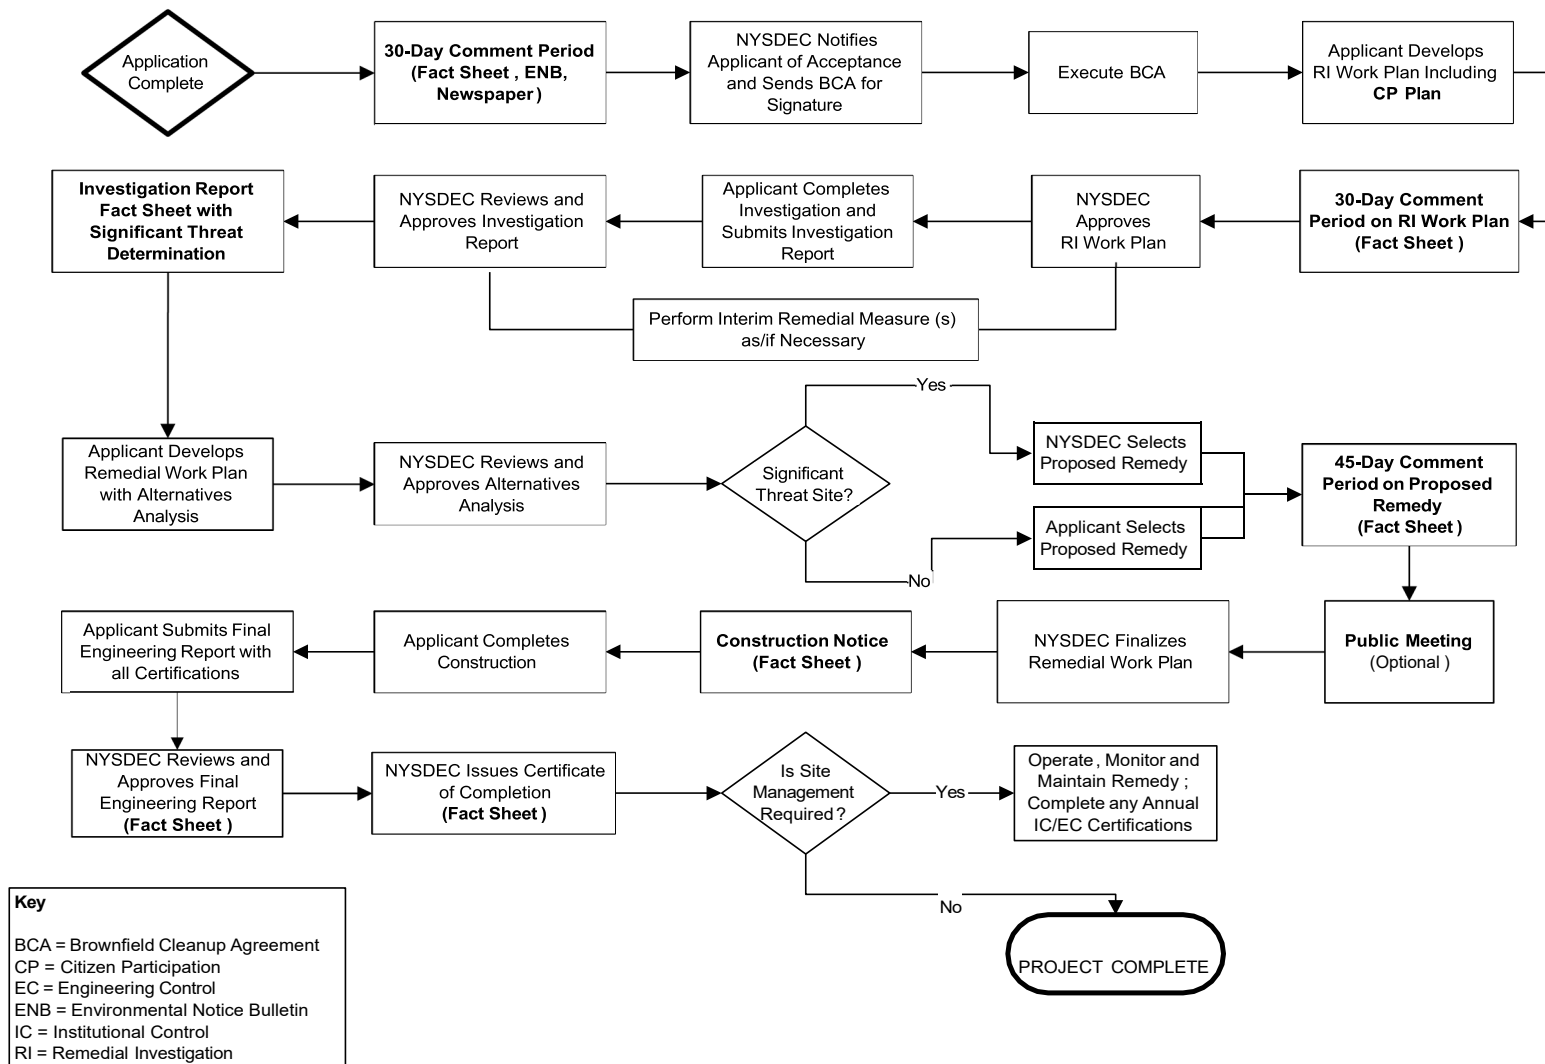 Application
Complete
30-Day Comment Period
(Fact Sheet , ENB,
Newspaper )
NYSDEC Notifies
Applicant of Acceptance
and Sends BCA for
Signature
Execute BCA
Applicant Develops
RI Work Plan Including
CP Plan
Investigation Report
Fact Sheet with
Significant Threat
Determination
NYSDEC Reviews and
Approves Investigation
Report
Applicant Completes
Investigation and
Submits Investigation
Report
NYSDEC
Approves
RI Work Plan
30-Day Comment
Period on RI Work Plan
(Fact Sheet )
Perform Interim Remedial Measure (s)
as/if Necessary
Applicant Develops
Remedial Work Plan
with Alternatives
Analysis
NYSDEC Reviews and
Approves Alternatives
Analysis
Significant
Threat Site?
Yes
No
NYSDEC Selects
Proposed Remedy
Applicant Selects
Proposed Remedy
45-Day Comment
Period on Proposed
Remedy
(Fact Sheet )
Applicant Submits Final
Engineering Report with
all Certifications
Applicant Completes
Construction
Construction Notice
(Fact Sheet )
NYSDEC Finalizes
Remedial Work Plan
Public Meeting
(Optional )
NYSDEC Reviews and
Approves Final
Engineering Report
(Fact Sheet )
NYSDEC Issues Certificate
of Completion
(Fact Sheet )
Is Site
Management
Required ?
Yes
No
Operate , Monitor and
Maintain Remedy ;
Complete any Annual
IC/EC Certifications
PROJECT COMPLETE
Key
BCA = Brownfield Cleanup Agreement
CP = Citizen Participation
EC = Engineering Control
ENB = Environmental Notice Bulletin
IC = Institutional Control
RI = Remedial Investigation